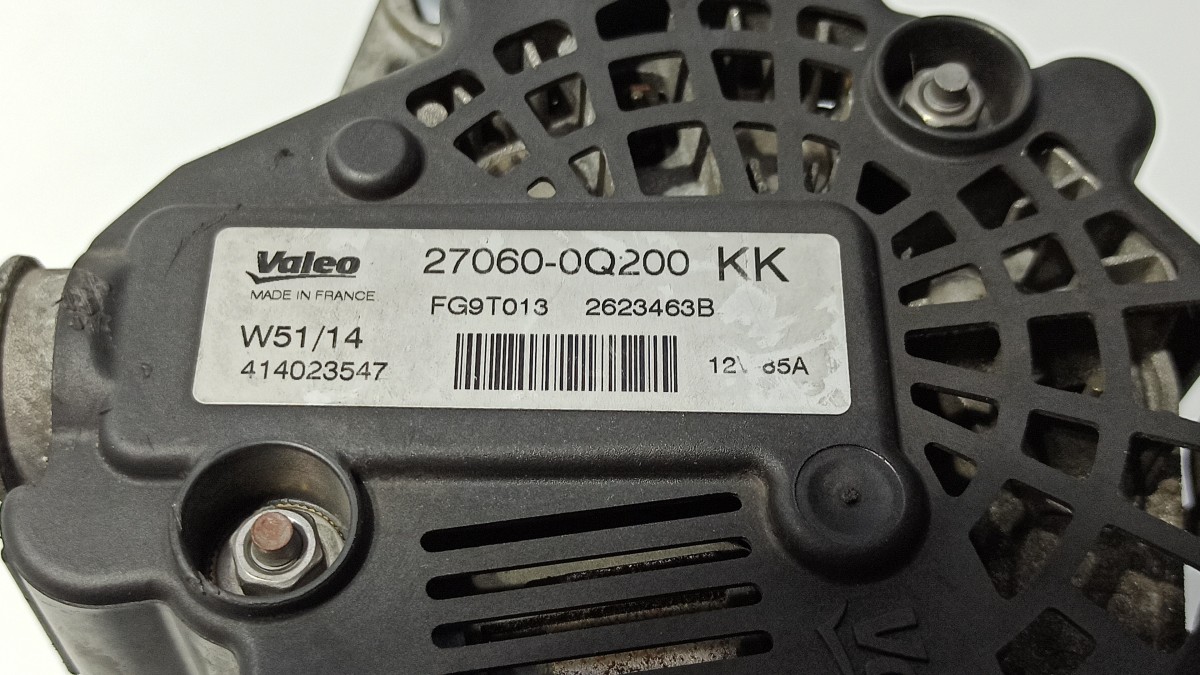 Valeo 27060-0Q200 KK
MADE IN FRANCE FG9T013 2623463B
W51/14
414023547